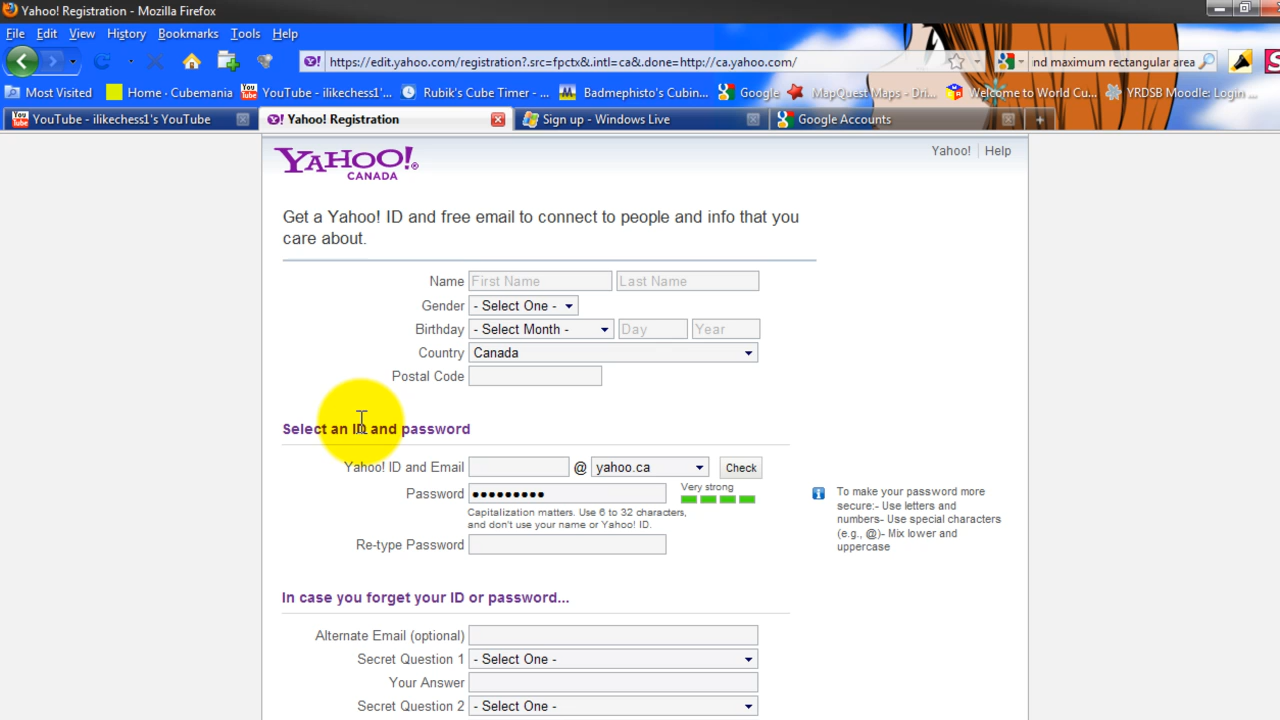 Yahoo! Registration - Mozilla Firefox
File Edit View History Bookmarks Tools Help
Y! https://edit.yahoo.com/registration?.src=fpctx&.intl=ca&.done=http://ca.yahoo.com/ nd maximum rectangular area
Most Visited Home · Cubemania YouTube - ilikechess1'... Rubik's Cube Timer - ... Badmephisto's Cubin... Google MapQuest Maps - Dri... Welcome to World Cu... YRDSB Moodle: Login ...
YouTube - ilikechess1's YouTube Y! Yahoo! Registration Sign up - Windows Live Google Accounts
YAHOO!® Yahoo! Help
CANADA
Get a Yahoo! ID and free email to connect to people and info that you
care about.
Name First Name Last Name
Gender - Select One -
Birthday - Select Month - Day Year
Country Canada
Postal Code
Select an ID and password
Yahoo! ID and Email @ yahoo.ca Check
Password ●●●●●●●●● Very strong
Capitalization matters. Use 6 to 32 characters,
and don't use your name or Yahoo! ID.
To make your password more
secure:- Use letters and
numbers- Use special characters
(e.g., @)- Mix lower and
uppercase
Re-type Password
In case you forget your ID or password...
Alternate Email (optional)
Secret Question 1 - Select One -
Your Answer
Secret Question 2 - Select One -